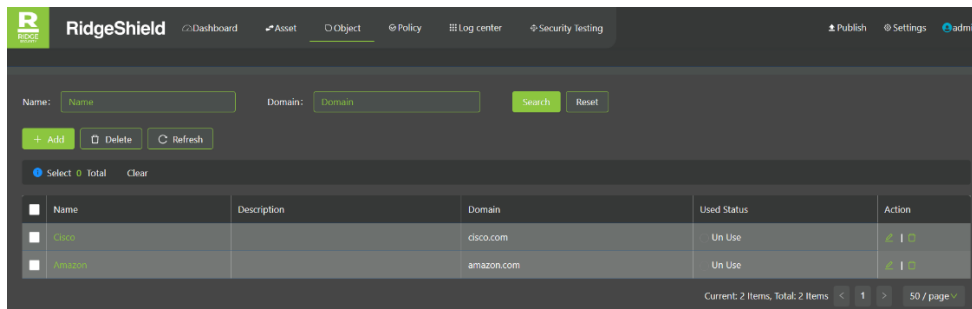 R RIDGE SECURITY RidgeShield Dashboard Asset Object Policy Log center Security Testing Publish Settings admi
Name: Name Domain: Domain Search Reset
+ Add Delete Refresh
Select 0 Total Clear
Name Description Domain Used Status Action
Cisco cisco.com Un Use |
Amazon amazon.com Un Use |
Current: 2 Items, Total: 2 Items < 1 > 50 / page